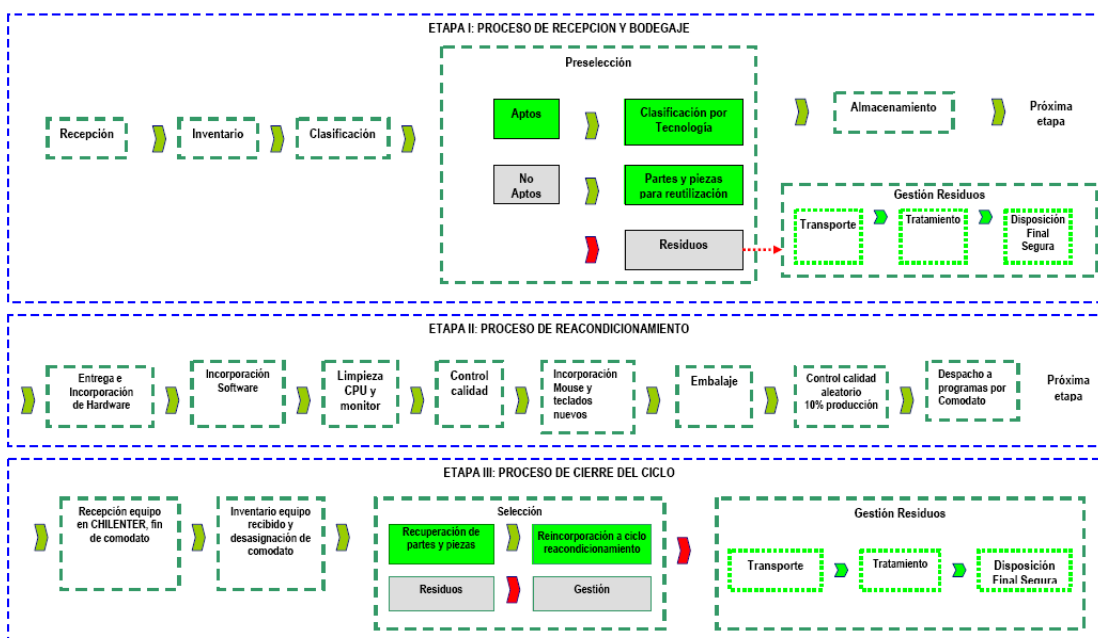 ETAPA I: PROCESO DE RECEPCION Y BODEGAJE
Preselección
Recepción
Inventario
Clasificación
Aptos
Clasificación por
Tecnología
No
Aptos
Partes y piezas
para reutilización
Residuos
Almacenamiento
Próxima
etapa
Gestión Residuos
Transporte
Tratamiento
Disposición
Final
Segura
ETAPA II: PROCESO DE REACONDICIONAMIENTO
Entrega e
Incorporación
de Hardware
Incorporación
Software
Limpieza
CPU y
monitor
Control
calidad
Incorporación
Mouse y
teclados
nuevos
Embalaje
Control calidad
aleatorio
10% producción
Despacho a
programas por
Comodato
Próxima
etapa
ETAPA III: PROCESO DE CIERRE DEL CICLO
Recepción equipo
en CHILENTER, fin
de comodato
Inventario equipo
recibido y
desasignación de
comodato
Selección
Recuperación de
partes y piezas
Reincorporación a ciclo
reacondicionamiento
Residuos
Gestión
Gestión Residuos
Transporte
Tratamiento
Disposición
Final Segura